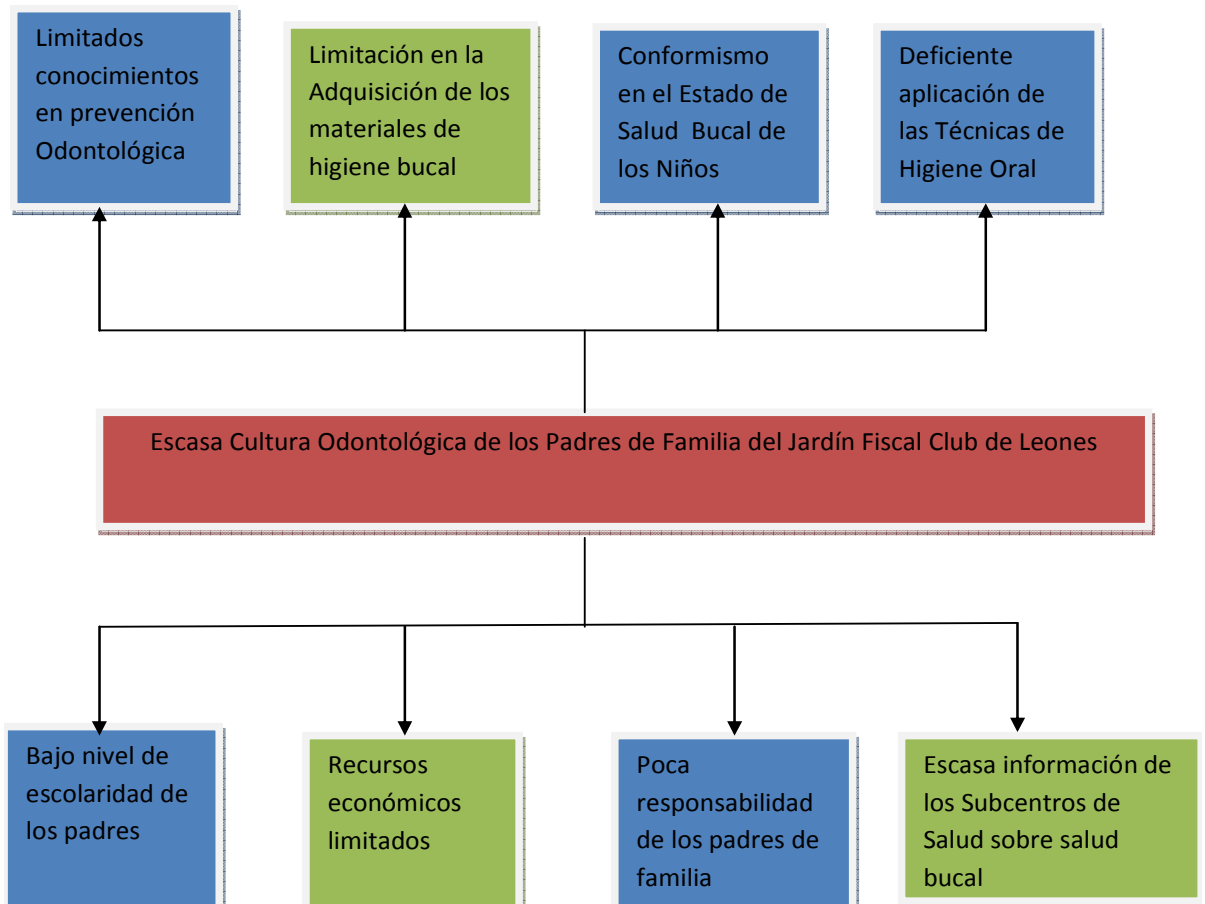 Limitados
conocimientos
en prevención
Odontológica
Limitación en la
Adquisición de los
materiales de
higiene bucal
Conformismo
en el Estado de
Salud Bucal de
los Niños
Deficiente
aplicación de
las Técnicas de
Higiene Oral
Escasa Cultura Odontológica de los Padres de Familia del Jardín Fiscal Club de Leones
Bajo nivel de
escolaridad de
los padres
Recursos
económicos
limitados
Poca
responsabilidad
de los padres de
familia
Escasa información de
los Subcentros de
Salud sobre salud
bucal